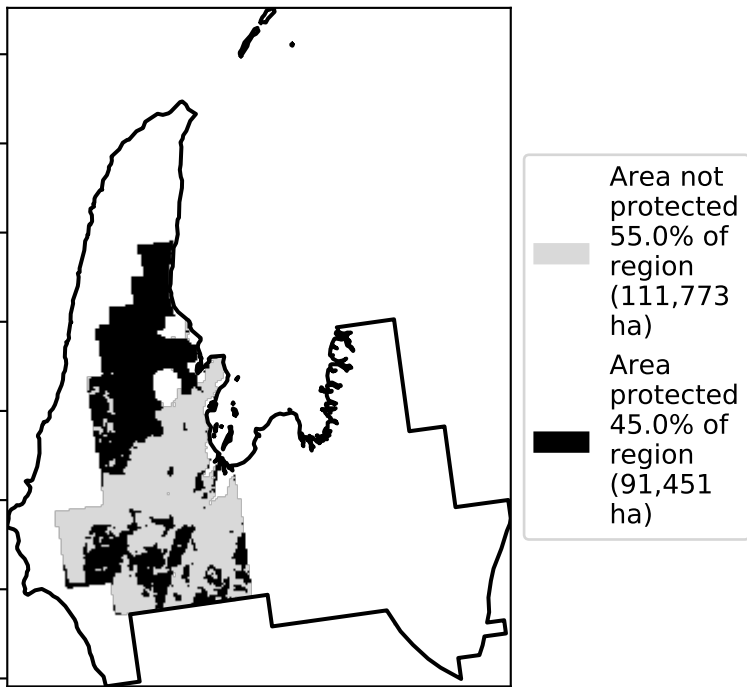 Area not
protected
55.0% of
region
(111,773
ha)
Area
protected
45.0% of
region
(91,451
ha)